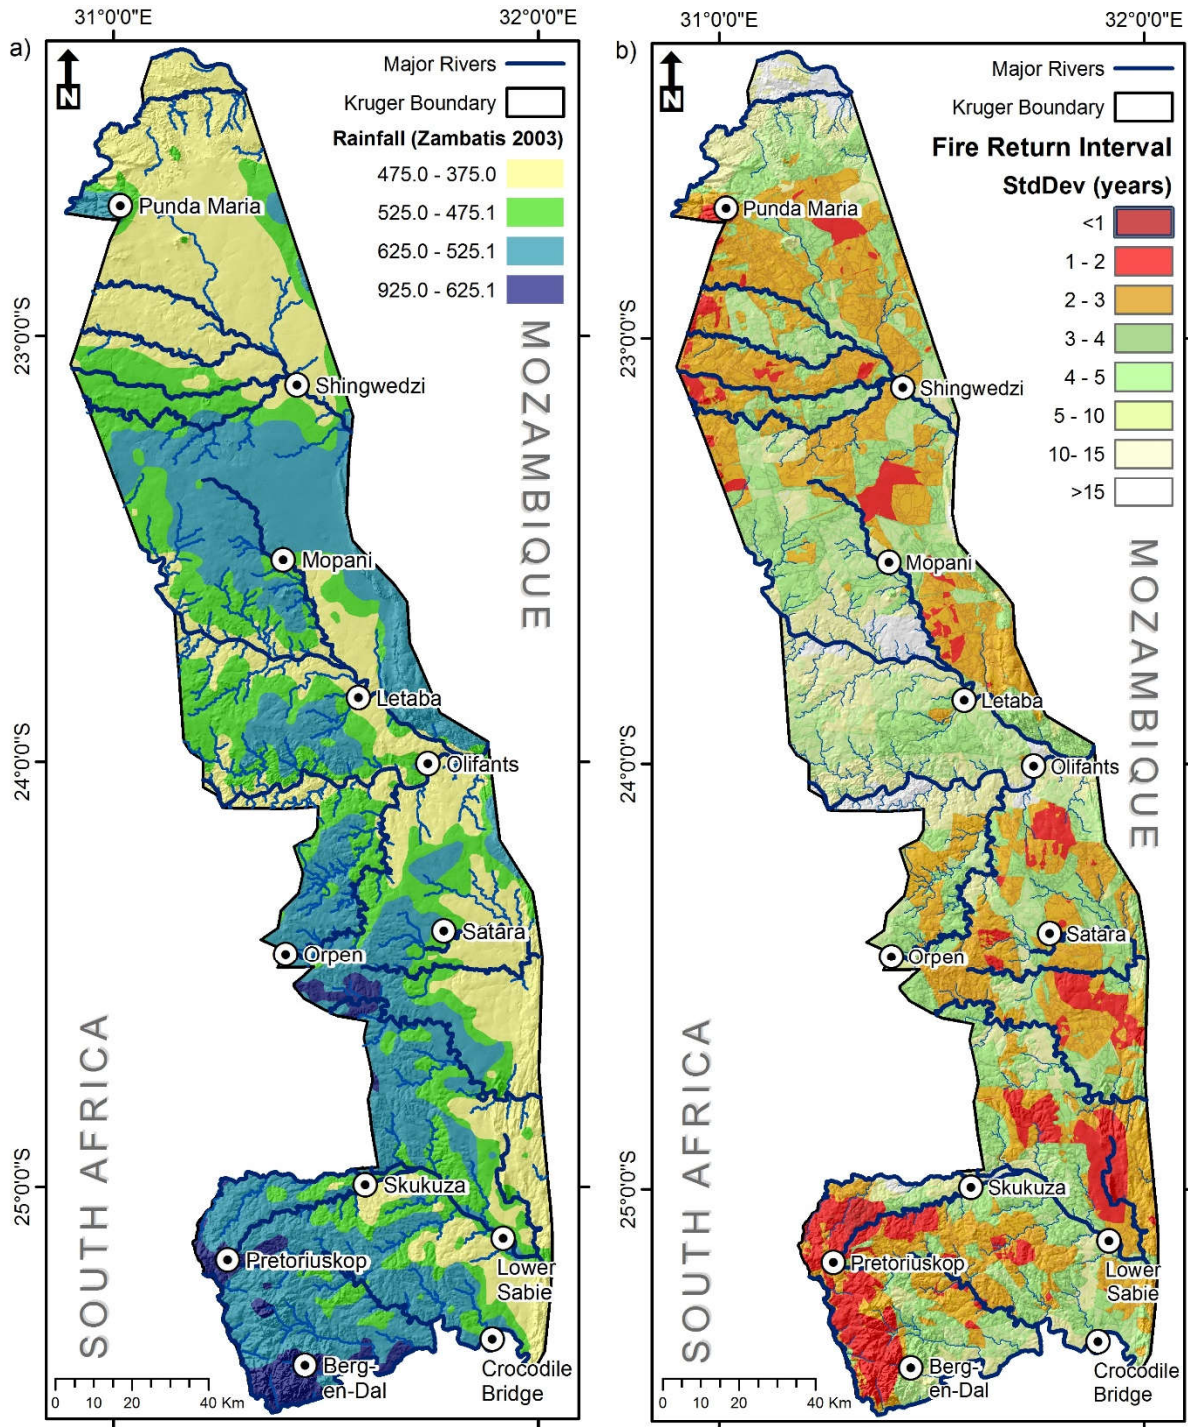 31°0'0"E
32°0'0"E
a)
N
Major Rivers
Kruger Boundary
Rainfall (Zambatis 2003)
475.0 - 375.0
525.0 - 475.1
625.0 - 525.1
925.0 - 625.1
Punda Maria
23°0'0"S
MOZAMBIQUE
Shingwedzi
Mopani
Letaba
24°0'0"S
Olifants
Satara
Orpen
SOUTH AFRICA
25°0'0"S
Skukuza
Pretoriuskop
Lower
Sabie
Berg-
en-Dal
Crocodile
Bridge
0 10 20 40 Km
31°0'0"E
32°0'0"E
b)
N
Major Rivers
Kruger Boundary
Fire Return Interval
StdDev (years)
<1
1 - 2
2 - 3
3 - 4
4 - 5
5 - 10
10- 15
>15
Punda Maria
23°0'0"S
Shingwedzi
MOZAMBIQUE
Mopani
Letaba
24°0'0"S
Olifants
Satara
Orpen
SOUTH AFRICA
25°0'0"S
Skukuza
Pretoriuskop
Lower
Sabie
Berg-
en-Dal
Crocodile
Bridge
0 10 20 40 Km